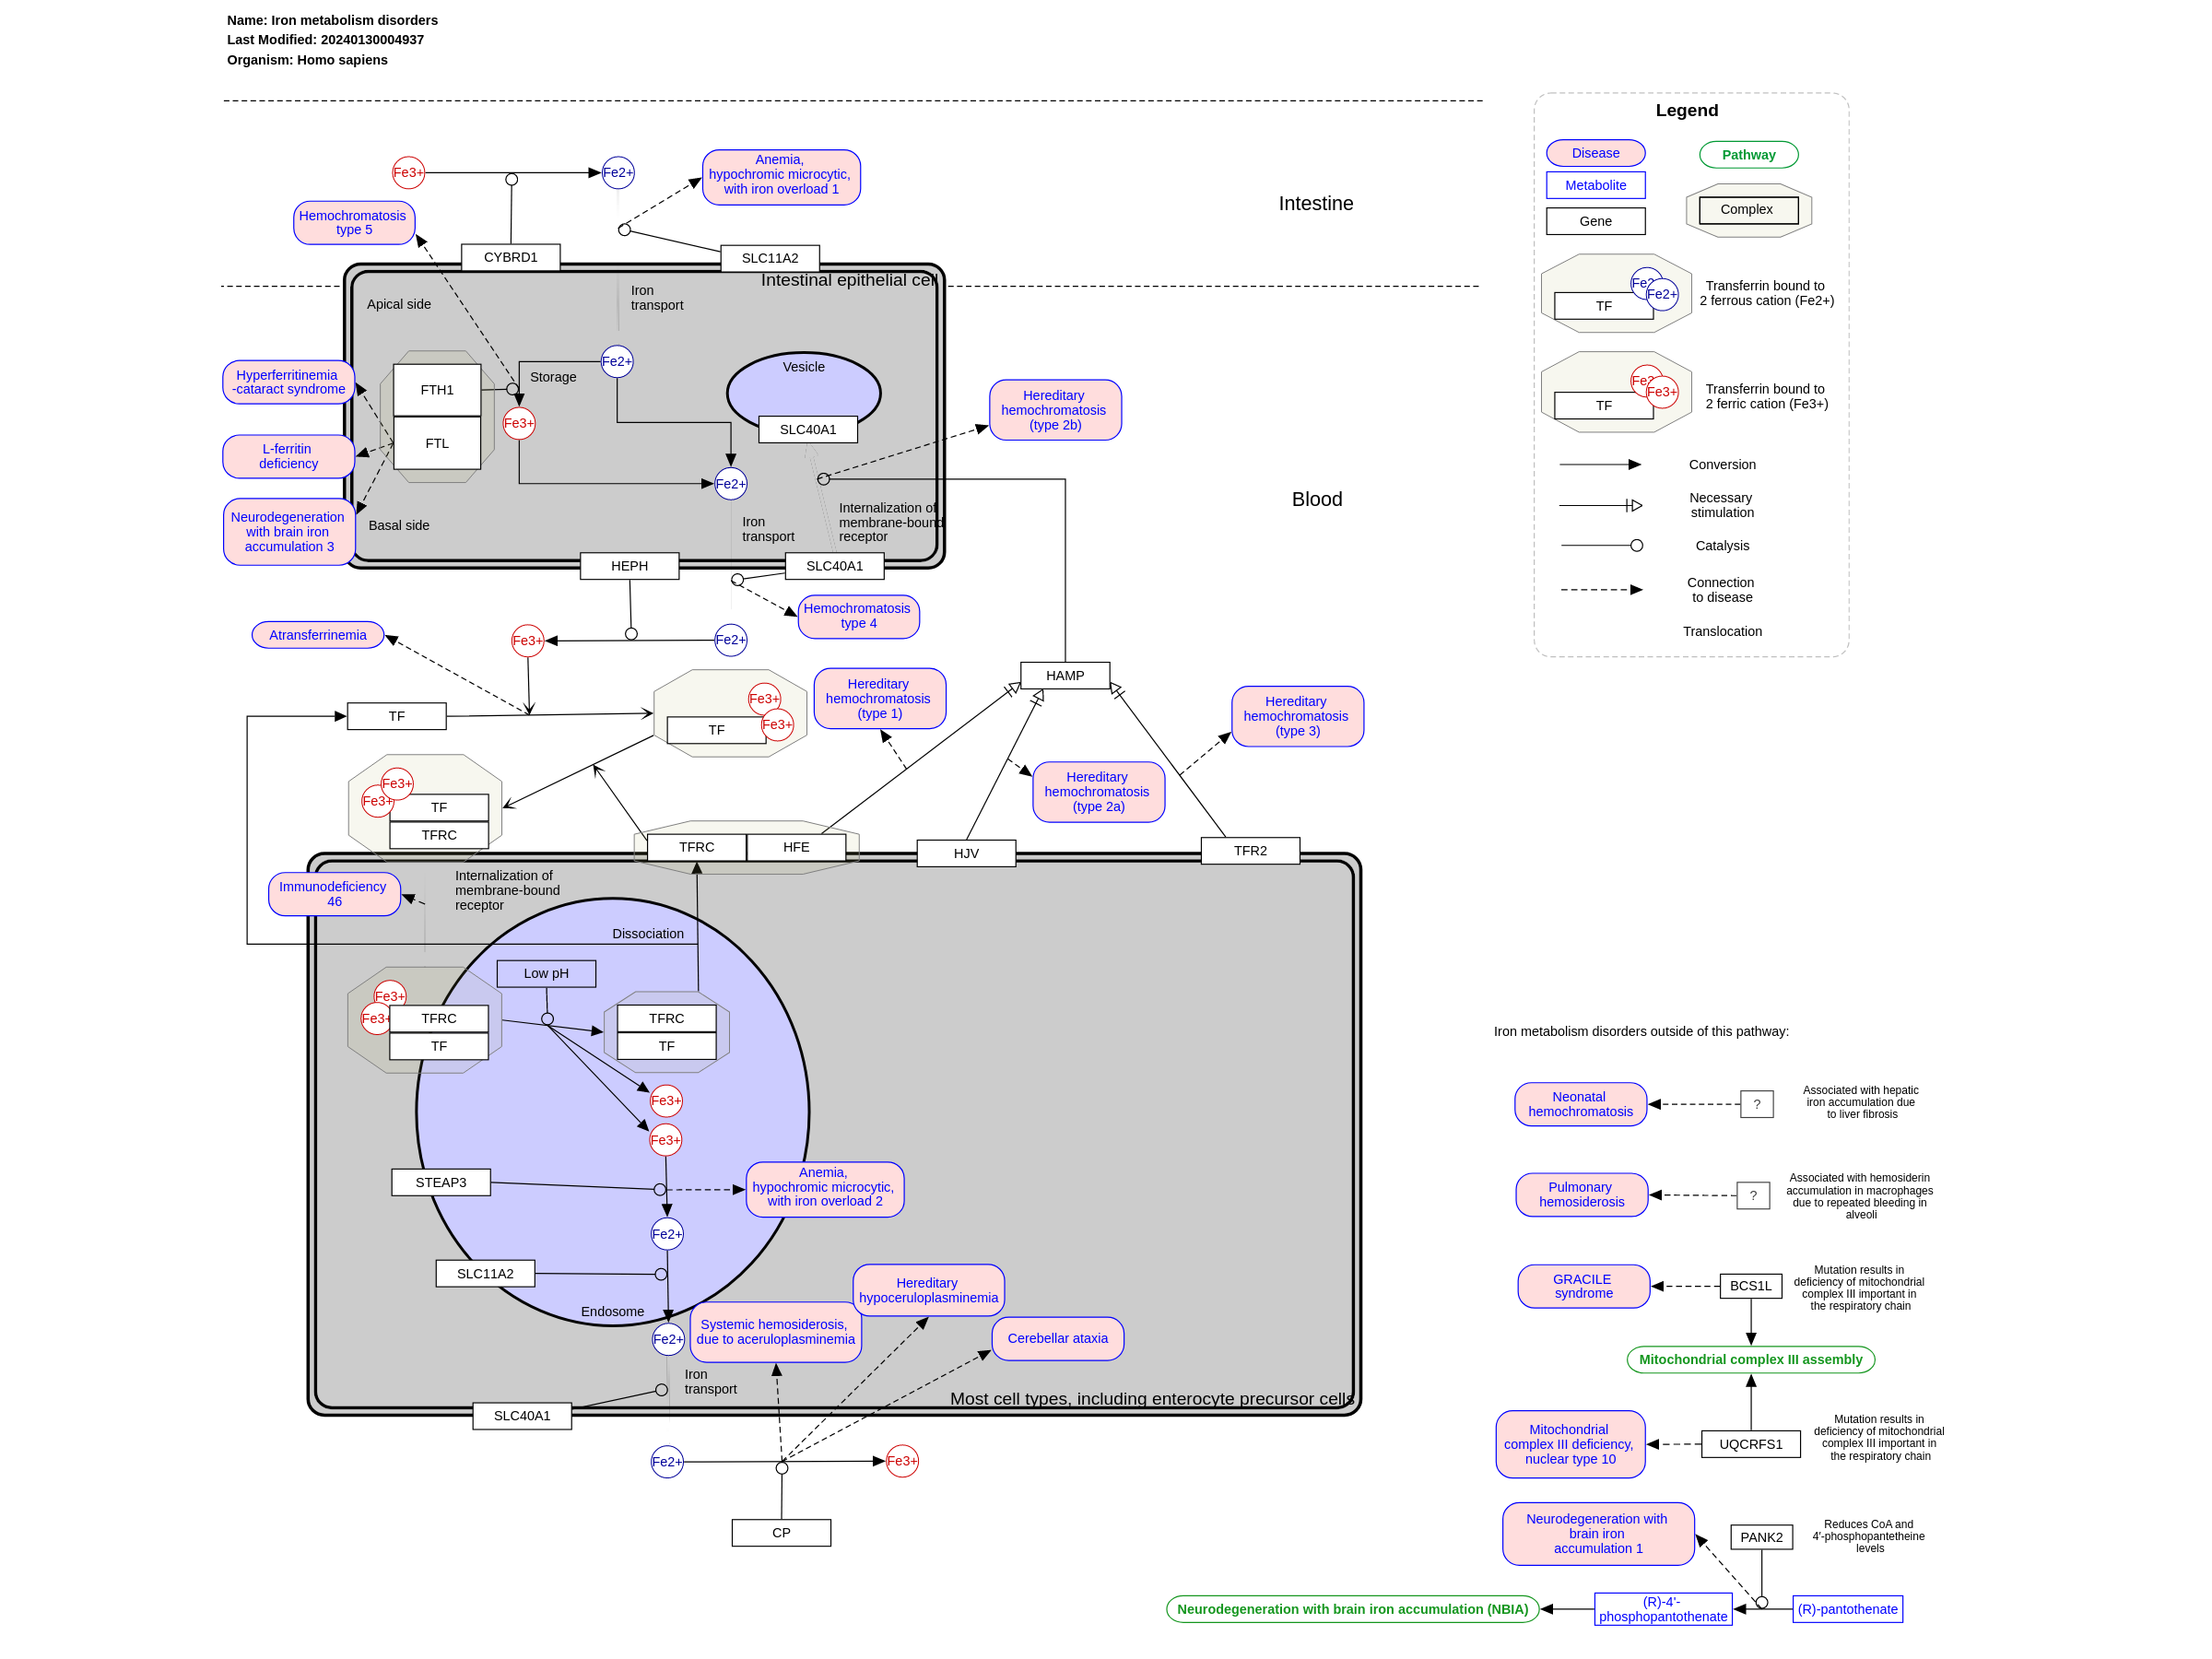 Name: Iron metabolism disorders
Last Modified: 20240130004937
Organism: Homo sapiens
Fe3+
Fe2+
Anemia,
hypochromic microcytic,
with iron overload 1
Intestine
Hemochromatosis
type 5
CYBRD1
SLC11A2
Intestinal epithelial cell
Apical side
Iron
transport
Hyperferritinemia
-cataract syndrome
FTH1
FTL
Storage
Fe2+
Fe3+
Vesicle
SLC40A1
Hereditary
hemochromatosis
(type 2b)
L-ferritin
deficiency
Fe2+
Neurodegeneration
with brain iron
accumulation 3
Basal side
Iron
transport
Internalization of
membrane-bound
receptor
Blood
HEPH
SLC40A1
Hemochromatosis
type 4
Atransferrinemia
Fe3+
Fe2+
TF
Fe3+
Fe3+
TF
Hereditary
hemochromatosis
(type 1)
HAMP
Hereditary
hemochromatosis
(type 3)
Hereditary
hemochromatosis
(type 2a)
Fe3+
Fe3+
TF
TFRC
TFRC
HFE
HJV
TFR2
Immunodeficiency
46
Internalization of
membrane-bound
receptor
Dissociation
Low pH
Fe3+
Fe3+
TFRC
TF
TFRC
TF
Fe3+
Fe3+
STEAP3
Anemia,
hypochromic microcytic,
with iron overload 2
Fe2+
SLC11A2
Endosome
Fe2+
Systemic hemosiderosis,
due to aceruloplasminemia
Hereditary
hypoceruloplasminemia
Cerebellar ataxia
Iron
transport
SLC40A1
Most cell types, including enterocyte precursor cells
Fe2+
Fe3+
CP
Legend
Disease
Pathway
Metabolite
Gene
Complex
Fe2+
Fe2+
TF
Transferrin bound to
2 ferrous cation (Fe2+)
Fe3+
Fe3+
TF
Transferrin bound to
2 ferric cation (Fe3+)
Conversion
Necessary
stimulation
Catalysis
Connection
to disease
Translocation
Iron metabolism disorders outside of this pathway:
Neonatal
hemochromatosis
?
Associated with hepatic
iron accumulation due
to liver fibrosis
Pulmonary
hemosiderosis
?
Associated with hemosiderin
accumulation in macrophages
due to repeated bleeding in
alveoli
GRACILE
syndrome
BCS1L
Mutation results in
deficiency of mitochondrial
complex III important in
the respiratory chain
Mitochondrial complex III assembly
Mitochondrial
complex III deficiency,
nuclear type 10
UQCRFS1
Mutation results in
deficiency of mitochondrial
complex III important in
the respiratory chain
Neurodegeneration with
brain iron
accumulation 1
PANK2
Reduces CoA and
4'-phosphopantetheine
levels
Neurodegeneration with brain iron accumulation (NBIA)
(R)-4'-
phosphopantothenate
(R)-pantothenate